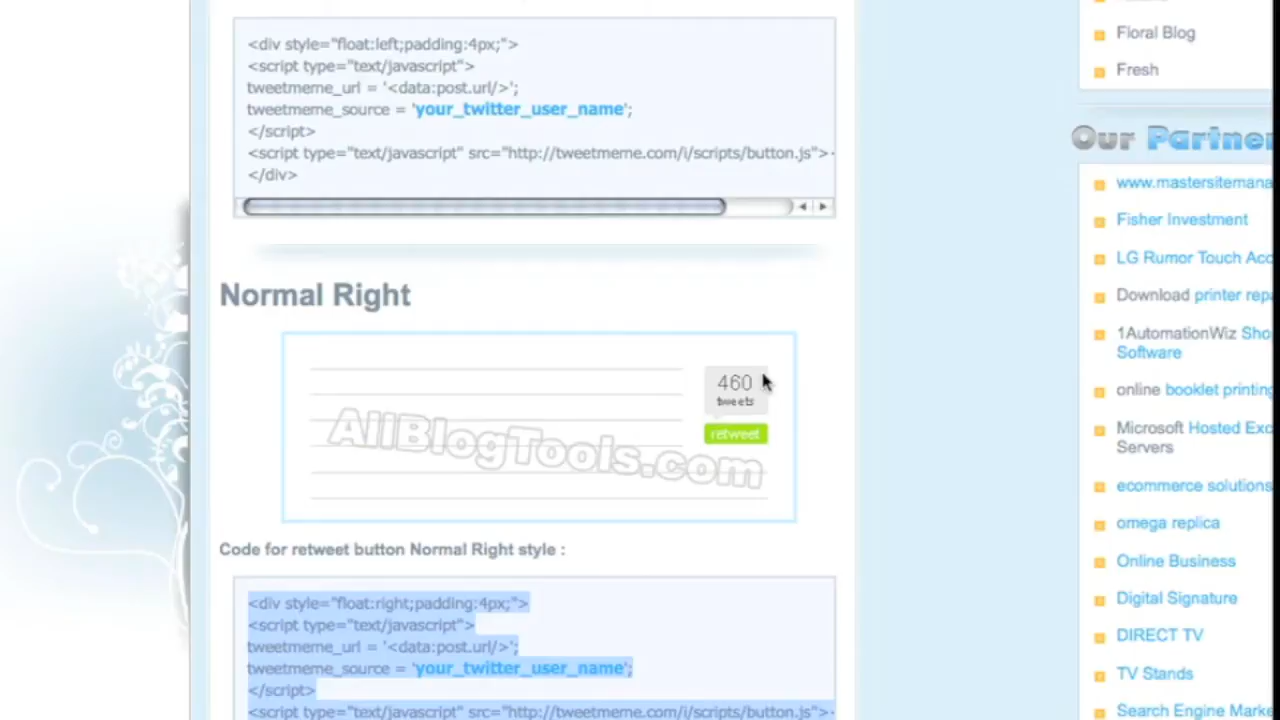 <div style="float:left;padding:4px;">
<script type="text/javascript">
tweetmeme_url = '<data:post.url/>';
tweetmeme_source = 'your_twitter_user_name';
</script>
<script type="text/javascript" src="http://tweetmeme.com/i/scripts/button.js">
</div>
Normal Right
460
tweets
retweet
AllBlogTools.com
Code for retweet button Normal Right style :
<div style="float:right;padding:4px;">
<script type="text/javascript">
tweetmeme_url = '<data:post.url/>';
tweetmeme_source = 'your_twitter_user_name';
</script>
<script type="text/javascript" src="http://tweetmeme.com/i/scripts/button.js">
Floral Blog
Fresh
Our Partner
www.mastersitemana
Fisher Investment
LG Rumor Touch Acc
Download printer repa
1AutomationWiz Sho
Software
online booklet printing
Microsoft Hosted Exc
Servers
ecommerce solutions
omega replica
Online Business
Digital Signature
DIRECT TV
TV Stands
Search Engine Marke